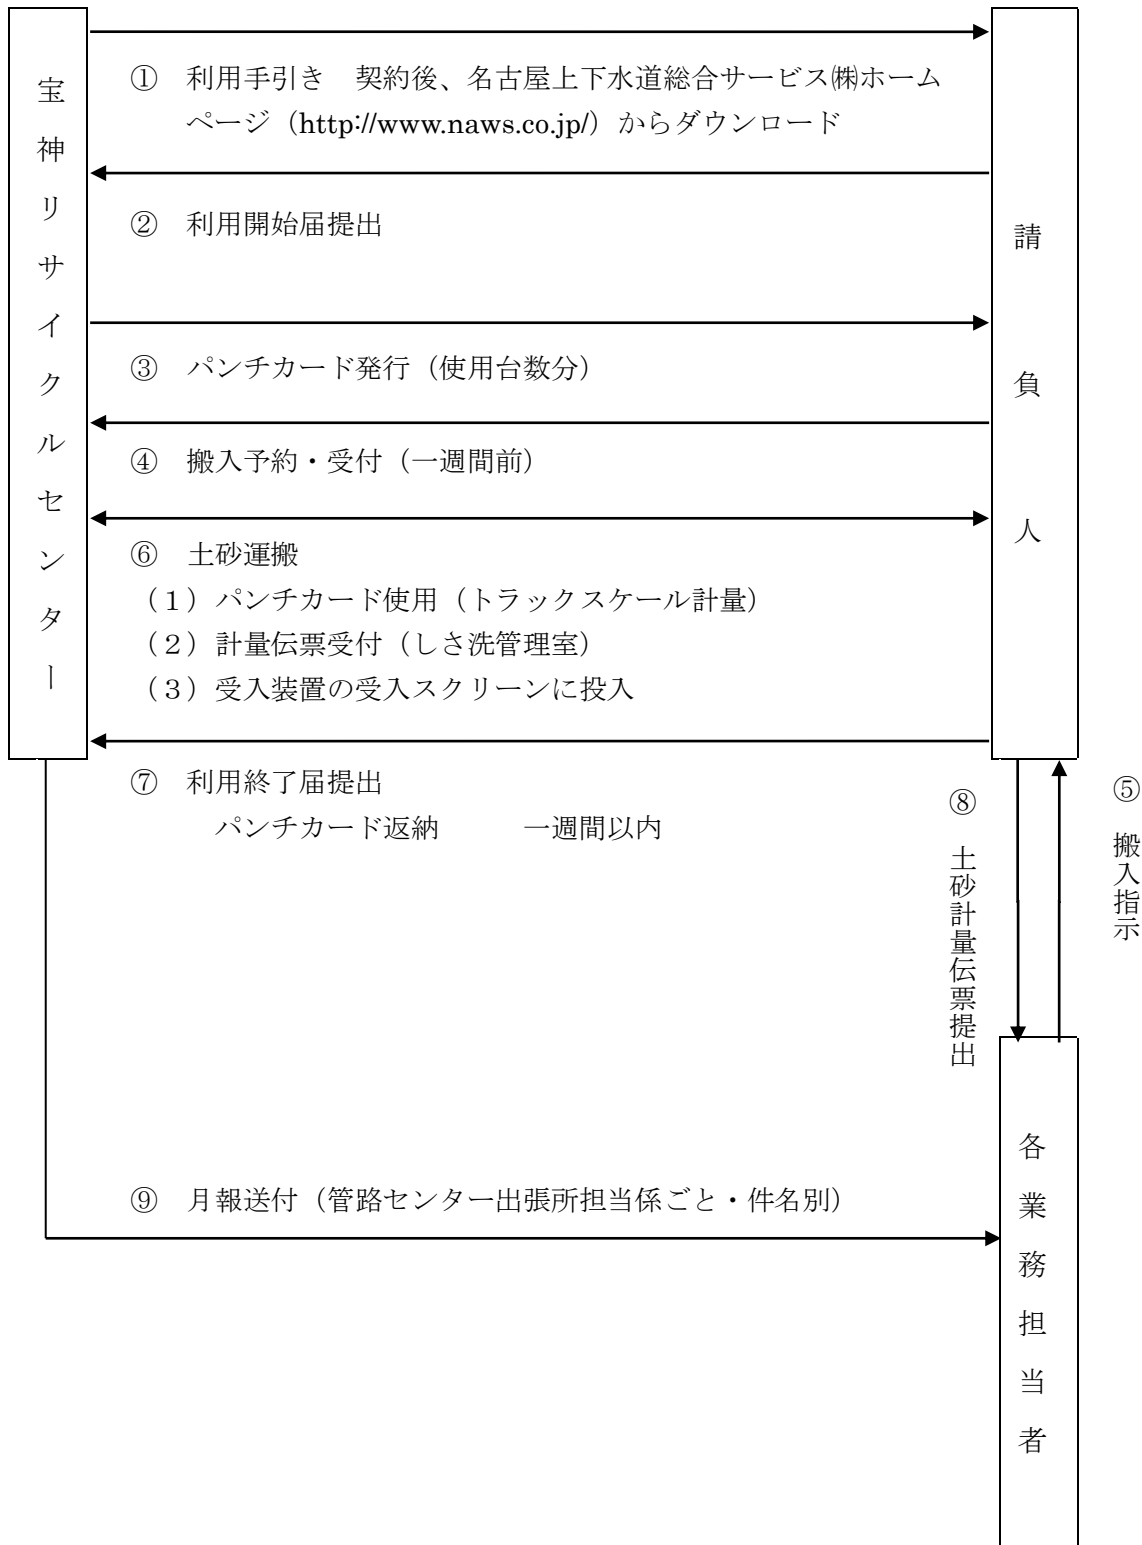 宝神リサイクルセンター
① 利用手引き 契約後、名古屋上下水道総合サービス㈱ホーム
ページ（http://www.naws.co.jp/）からダウンロード
② 利用開始届提出
③ パンチカード発行（使用台数分）
④ 搬入予約・受付（一週間前）
⑥ 土砂運搬
（１）パンチカード使用（トラックスケール計量）
（２）計量伝票受付（しさ洗管理室）
（３）受入装置の受入スクリーンに投入
⑦ 利用終了届提出
パンチカード返納 一週間以内
請負人
⑤ 搬入指示
⑧ 土砂計量伝票提出
⑨ 月報送付（管路センター出張所担当係ごと・件名別）
各業務担当者